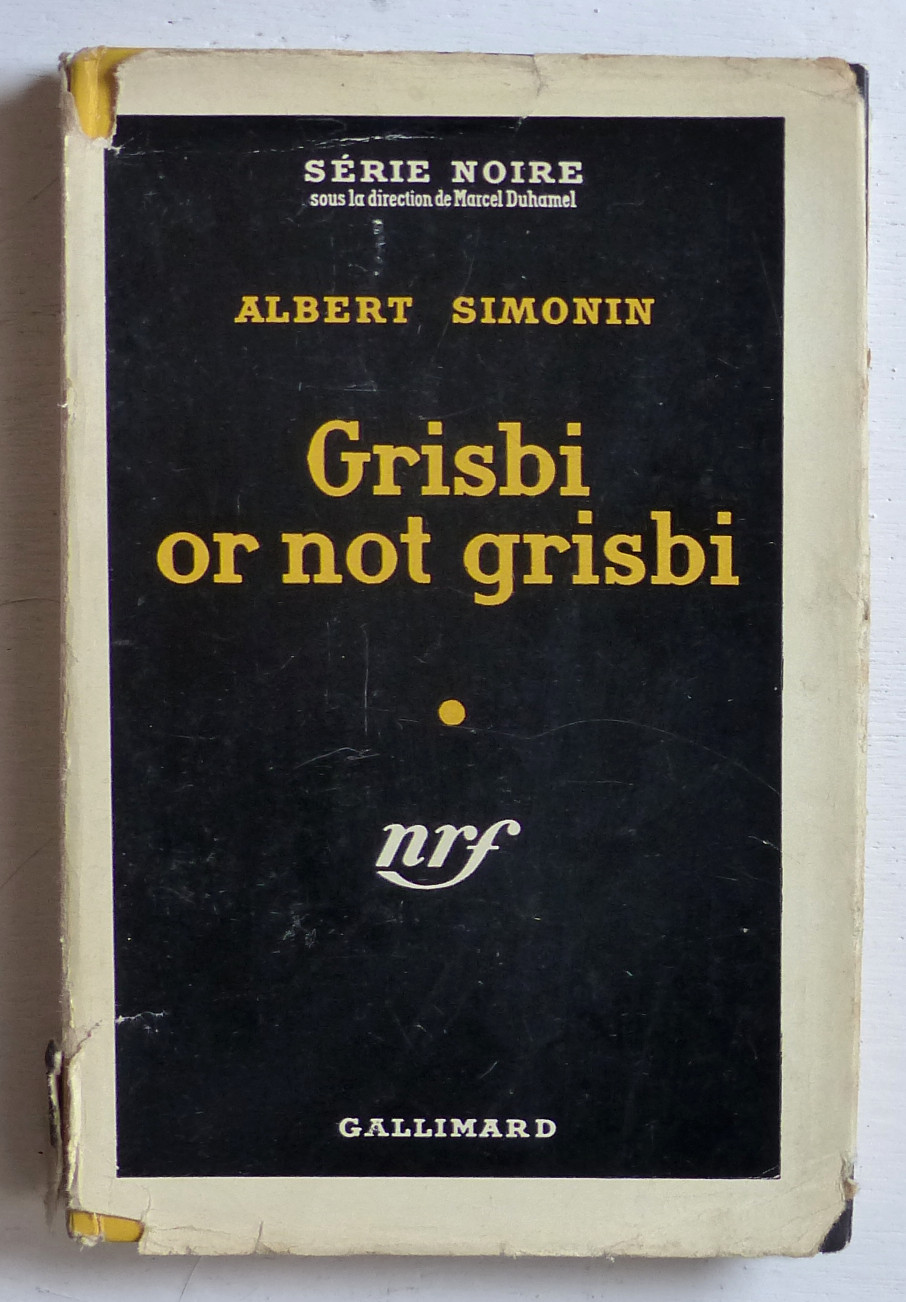 SÉRIE NOIRE
sous la direction de Marcel Duhamel
ALBERT SIMONIN
Grisbi
or not grisbi
nrf
GALLIMARD